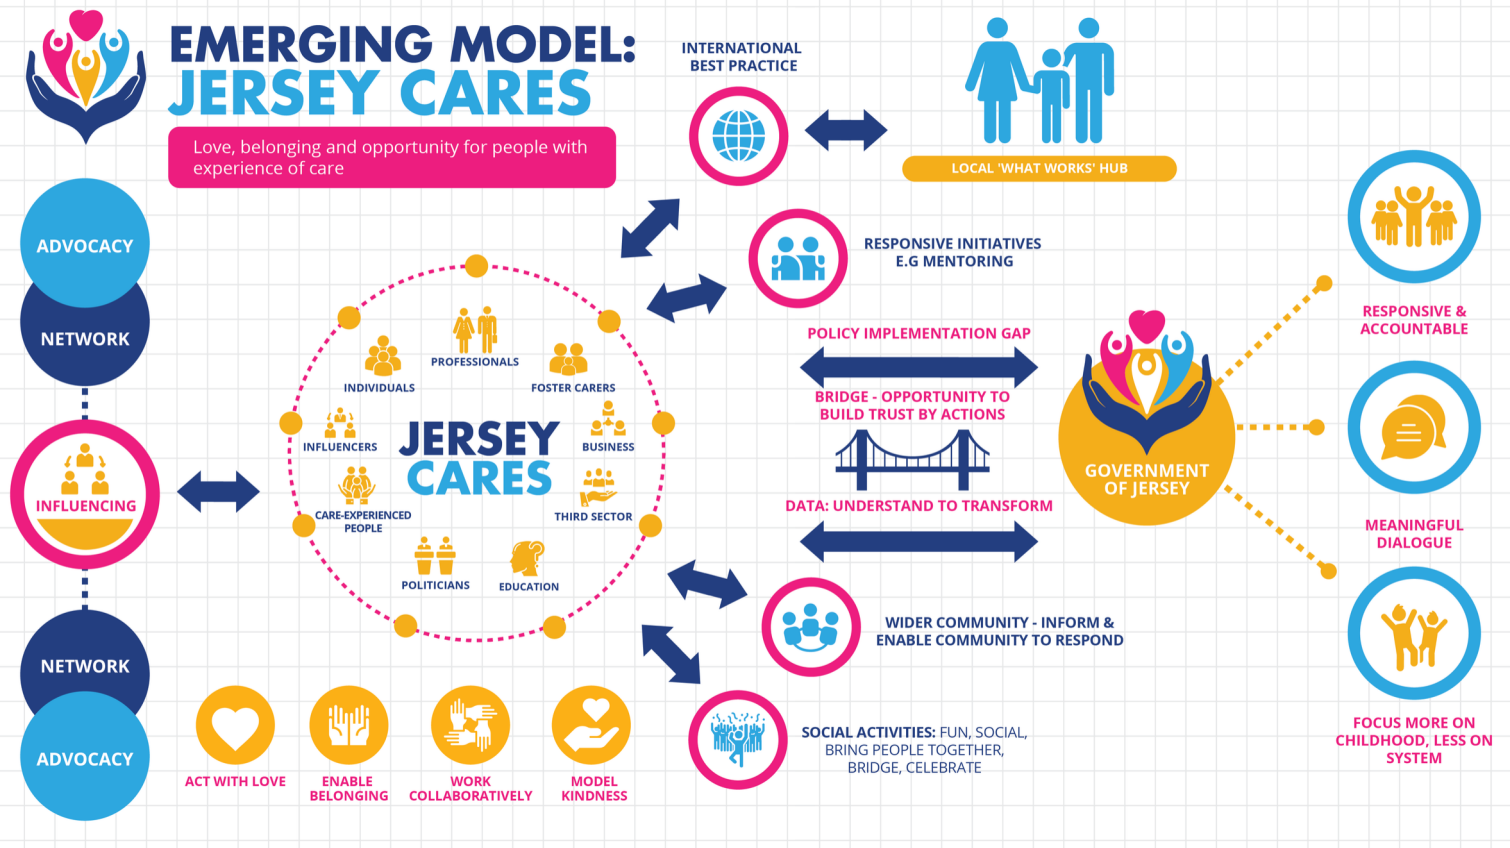 EMERGING MODEL:
JERSEY CARES
Love, belonging and opportunity for people with
experience of care
ADVOCACY
NETWORK
INFLUENCING
NETWORK
ADVOCACY
PROFESSIONALS
INDIVIDUALS
FOSTER CARERS
INFLUENCERS
JERSEY
CARES
BUSINESS
CARE-EXPERIENCED
PEOPLE
THIRD SECTOR
POLITICIANS
EDUCATION
ACT WITH LOVE
ENABLE
BELONGING
WORK
COLLABORATIVELY
MODEL
KINDNESS
INTERNATIONAL
BEST PRACTICE
LOCAL 'WHAT WORKS' HUB
RESPONSIVE INITIATIVES
E.G MENTORING
POLICY IMPLEMENTATION GAP
BRIDGE - OPPORTUNITY TO
BUILD TRUST BY ACTIONS
DATA: UNDERSTAND TO TRANSFORM
WIDER COMMUNITY - INFORM &
ENABLE COMMUNITY TO RESPOND
SOCIAL ACTIVITIES: FUN, SOCIAL,
BRING PEOPLE TOGETHER,
BRIDGE, CELEBRATE
GOVERNMENT
OF JERSEY
RESPONSIVE &
ACCOUNTABLE
MEANINGFUL
DIALOGUE
FOCUS MORE ON
CHILDHOOD, LESS ON
SYSTEM